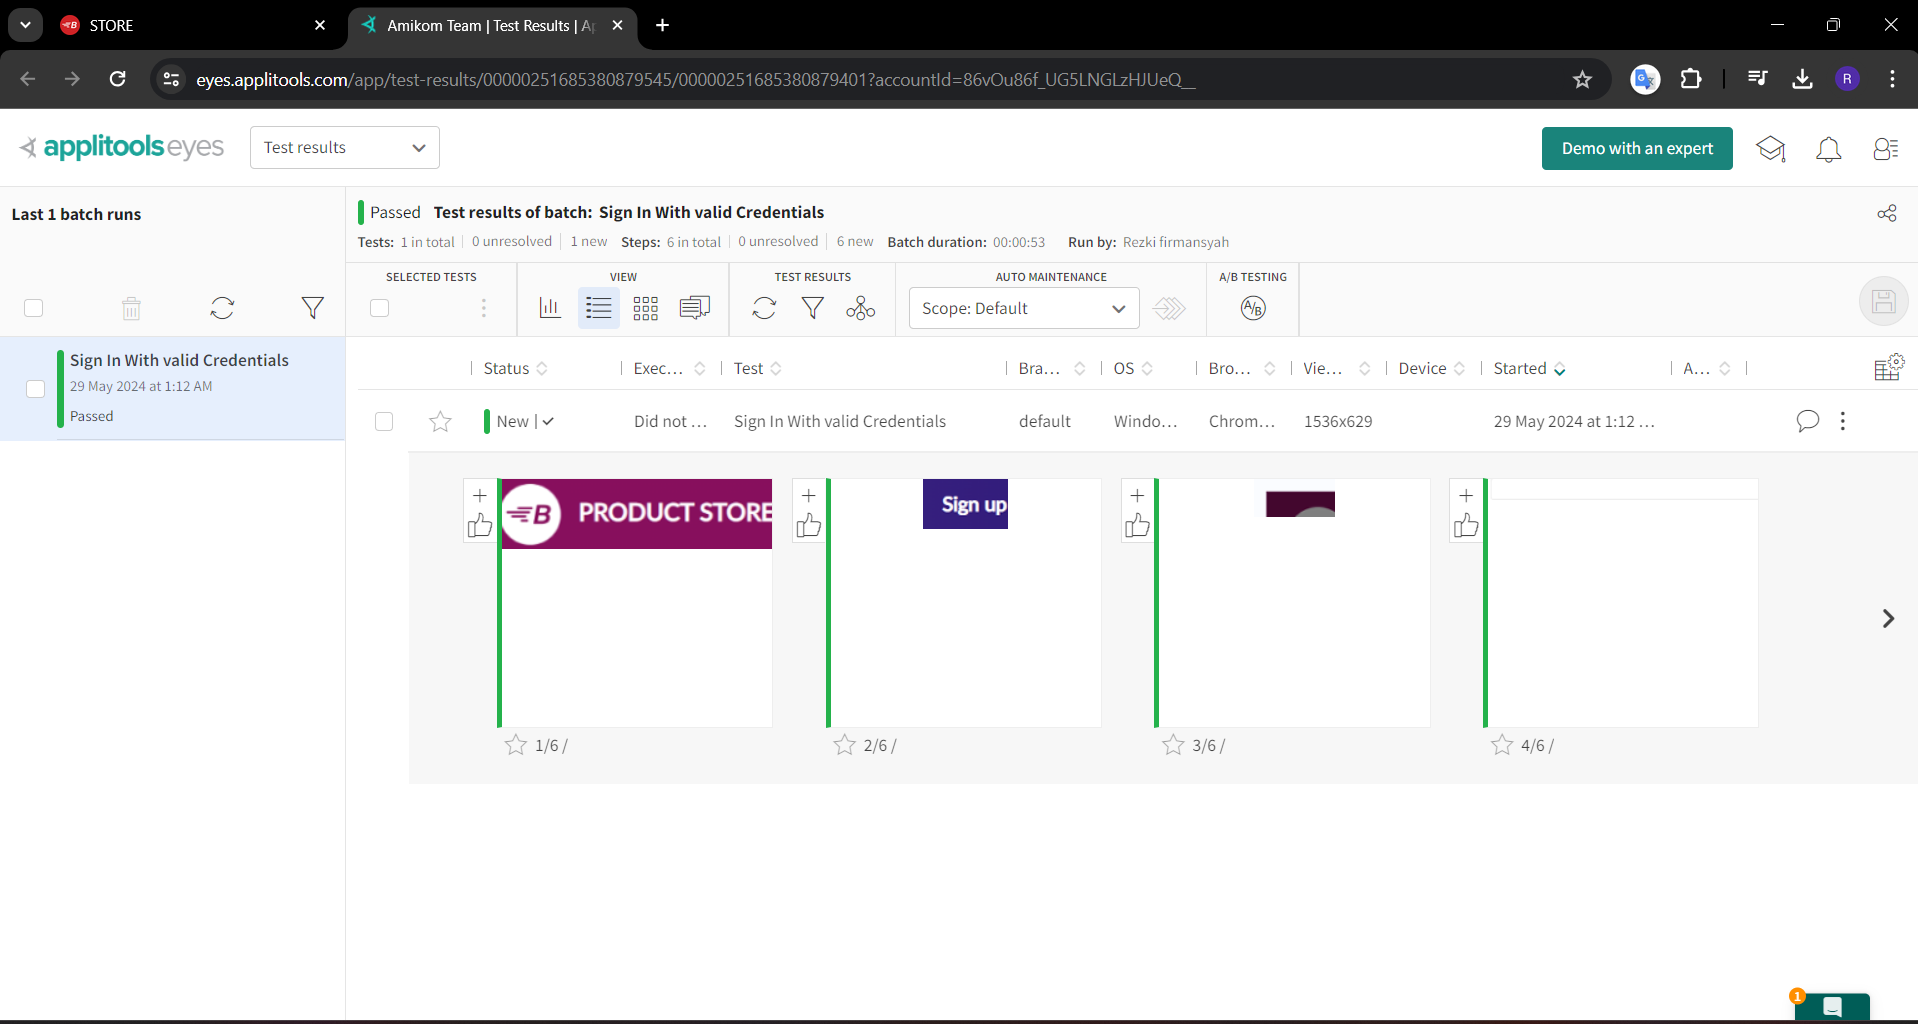 STORE
Amikom Team | Test Results | Ap
eyes.applitools.com/app/test-results/00000251685380879545/00000251685380879401?accountId=86vOu86f_UG5LNGLzHJUeQ__
R
applitools eyes
Test results
Demo with an expert
Last 1 batch runs
Passed Test results of batch: Sign In With valid Credentials
Tests: 1 in total | 0 unresolved | 1 new Steps: 6 in total | 0 unresolved | 6 new Batch duration: 00:00:53 Run by: Rezki firmansyah
SELECTED TESTS
VIEW
TEST RESULTS
AUTO MAINTENANCE
A/B TESTING
Scope: Default
A/B
Sign In With valid Credentials
29 May 2024 at 1:12 AM
Passed
Status Exec... Test Bra... OS Bro... Vie... Device Started A...
New | Did not ... Sign In With valid Credentials default Windo... Chrom... 1536x629 29 May 2024 at 1:12 ...
B PRODUCT STORE
Sign up
1/6 /
2/6 /
3/6 /
4/6 /
1